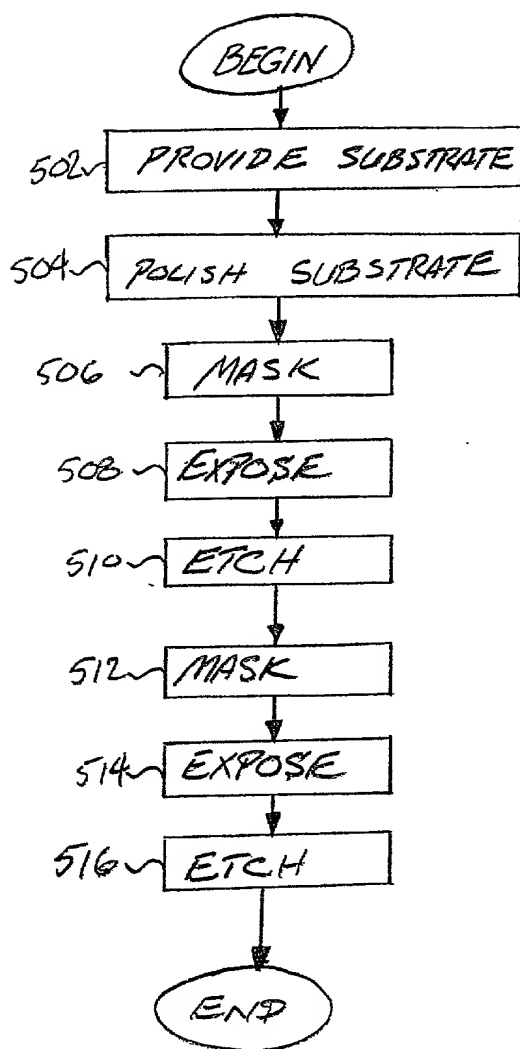 BEGIN
502 PROVIDE SUBSTRATE
504 POLISH SUBSTRATE
506 MASK
508 EXPOSE
510 ETCH
512 MASK
514 EXPOSE
516 ETCH
END